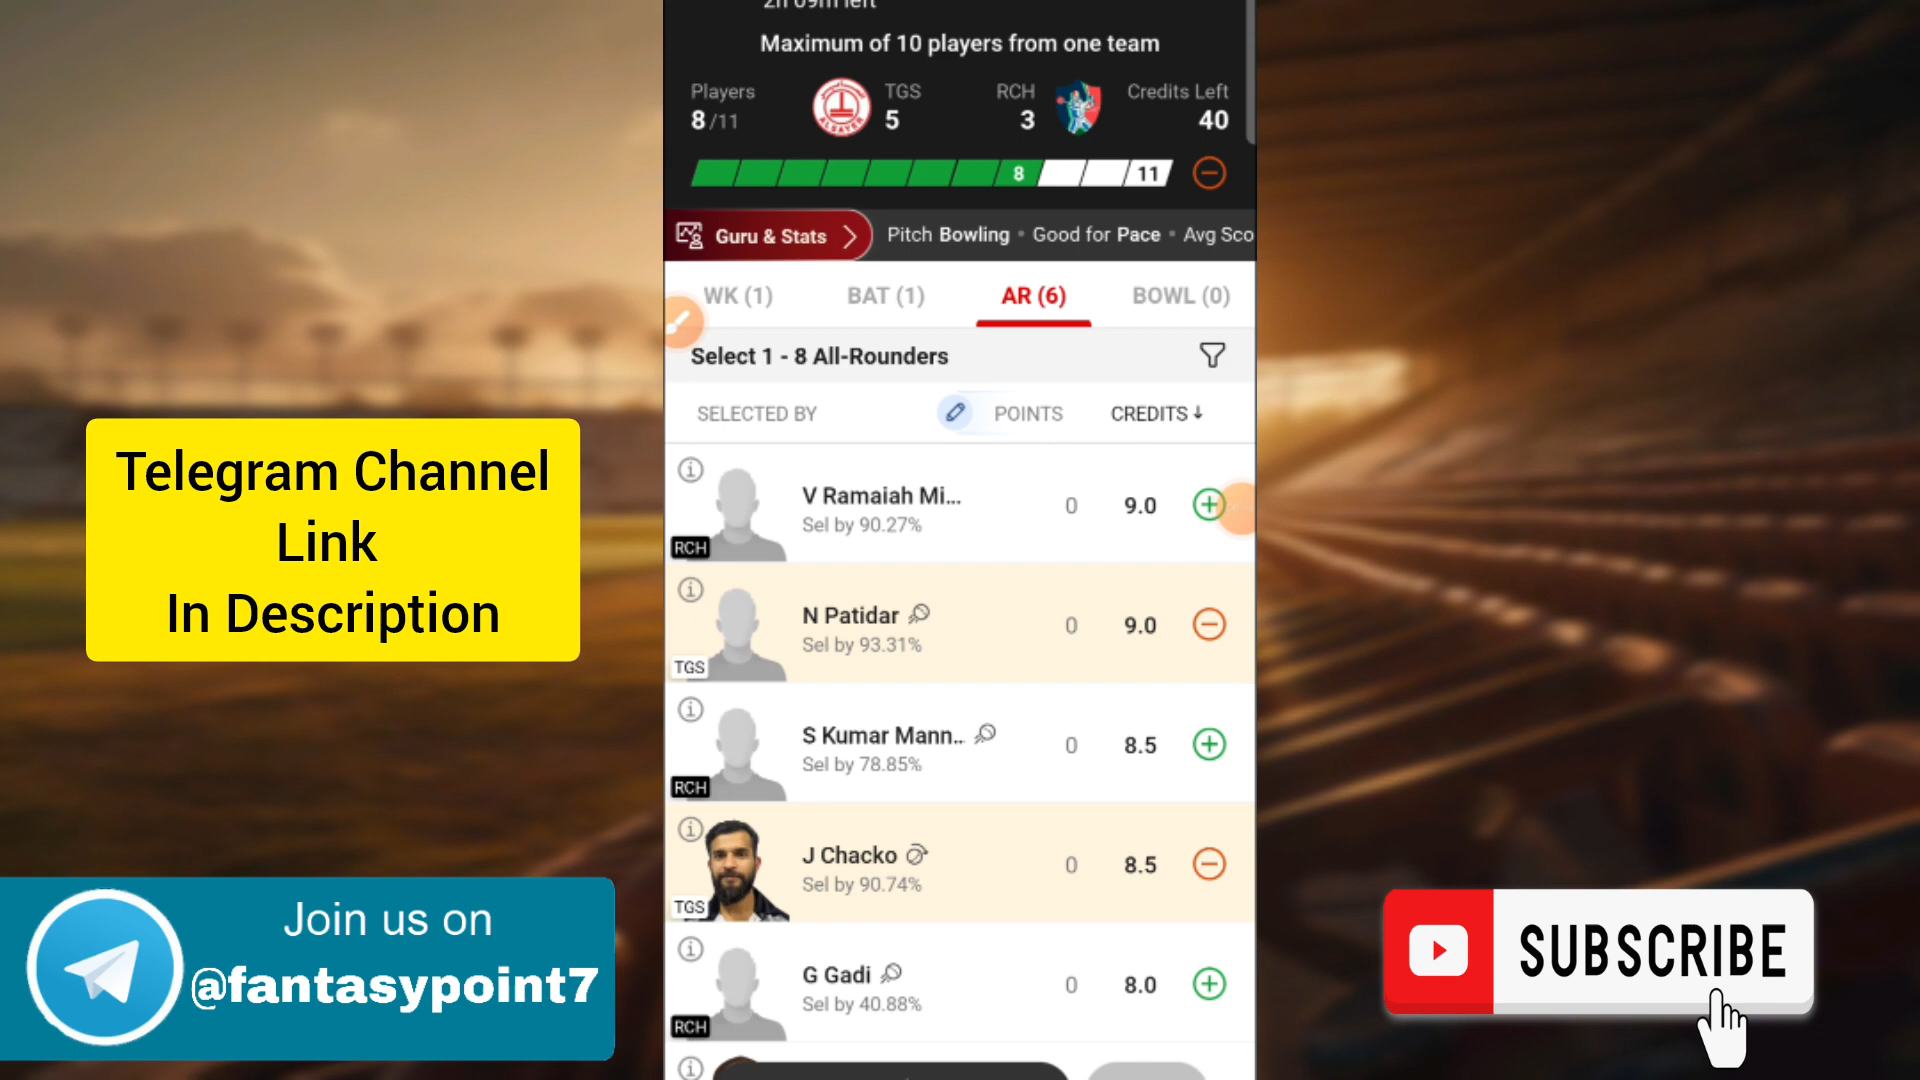 2h 09m left
Maximum of 10 players from one team
Players
8/11
TGS
5
RCH
3
Credits Left
40
8
11
Guru & Stats
Pitch Bowling • Good for Pace • Avg Sco
WK (1)
BAT (1)
AR (6)
BOWL (0)
Select 1 - 8 All-Rounders
SELECTED BY
POINTS
CREDITS ↓
V Ramaiah Mi...
Sel by 90.27%
0
9.0
RCH
N Patidar
Sel by 93.31%
0
9.0
TGS
S Kumar Mann..
Sel by 78.85%
0
8.5
RCH
J Chacko
Sel by 90.74%
0
8.5
TGS
G Gadi
Sel by 40.88%
0
8.0
RCH
Telegram Channel
Link
In Description
Join us on
@fantasypoint7
SUBSCRIBE